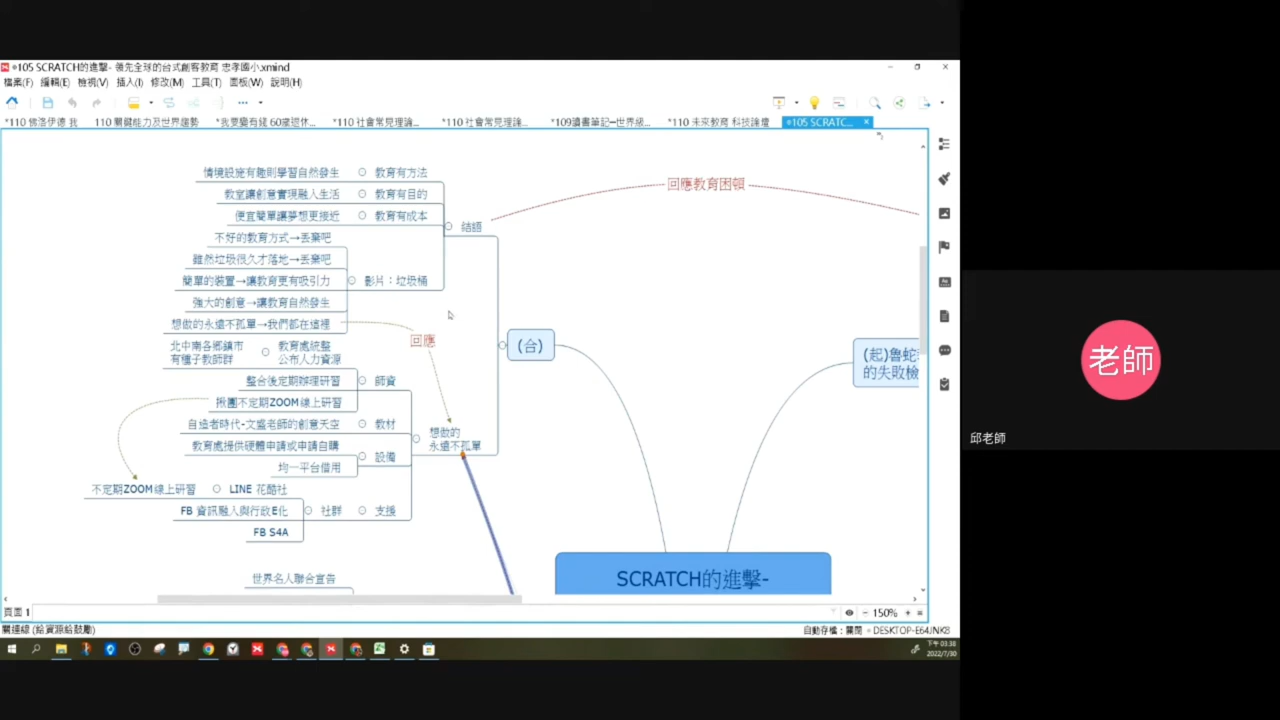 ●105 SCRATCH的進擊- 領先全球的台式創客教育 忠孝國小.xmind
檔案(F) 編輯(E) 檢視(V) 插入(I) 修改(M) 工具(T) 面板(W) 說明(H)
*110 佛洛伊德 我
110 關鍵能力及世界趨勢
*我要變有錢 60歲退休...
*110 社會常見理論...
*110 社會常見理論...
*109讀書筆記—世界級...
*110 未來教育 科技論壇
●105 SCRATC...
情境設施有趣則學習自然發生
教育有方法
教室讓創意實現融入生活
教育有目的
便宜簡單讓夢想更接近
教育有成本
結語
回應教育困頓
不好的教育方式→丟棄吧
雖然垃圾很久才落地→丟棄吧
簡單的裝置→讓教育更有吸引力
影片：垃圾桶
強大的創意→讓教育自然發生
想做的永遠不孤單→我們都在這裡
回應
(合)
(起)魯蛇
的失敗檢
北中南各鄉鎮市
有種子教師群
教育處統整
公布人力資源
整合後定期辦理研習
師資
揪團不定期ZOOM線上研習
自造者時代-文盛老師的創意天空
教材
想做的
永遠不孤單
教育處提供硬體申請或申請自購
設備
均一平台借用
不定期ZOOM線上研習
LINE 花酷社
FB 資訊融入與行政E化
社群
支援
FB S4A
世界名人聯合宣告
SCRATCH的進擊-
頁面 1
150%
關連線 (給資源給鼓勵)
自動存檔：關閉
DESKTOP-E64JNK8
下午 03:38
2022/7/30
老師
邱老師